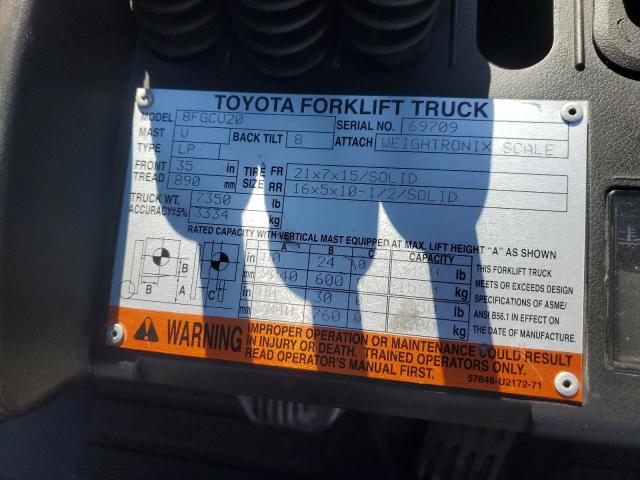 TOYOTA FORKLIFT TRUCK
MODEL 8FGCU20 SERIAL NO. 69709
MAST V BACK TILT 8 ATTACH WEIGHTRONIX SCALE
TYPE LP
FRONT TREAD 35 in TIRE SIZE FR 21x7x15/SOLID
890 mm RR 16x5x10-1/2/SOLID
TRUCK WT. 7350 lb
ACCURACY±5% 3334 kg
RATED CAPACITY WITH VERTICAL MAST EQUIPPED AT MAX. LIFT HEIGHT "A" AS SHOWN
A B C CAPACITY
in 24 0 lb THIS FORKLIFT TRUCK
mm 600 kg MEETS OR EXCEEDS DESIGN
in 30 0 lb SPECIFICATIONS OF ASME/
mm 760 0 kg ANSI B56.1 IN EFFECT ON
THE DATE OF MANUFACTURE.
B
B A C
WARNING
IMPROPER OPERATION OR MAINTENANCE COULD RESULT
IN INJURY OR DEATH. TRAINED OPERATORS ONLY.
READ OPERATOR'S MANUAL FIRST.
57846-U2172-71